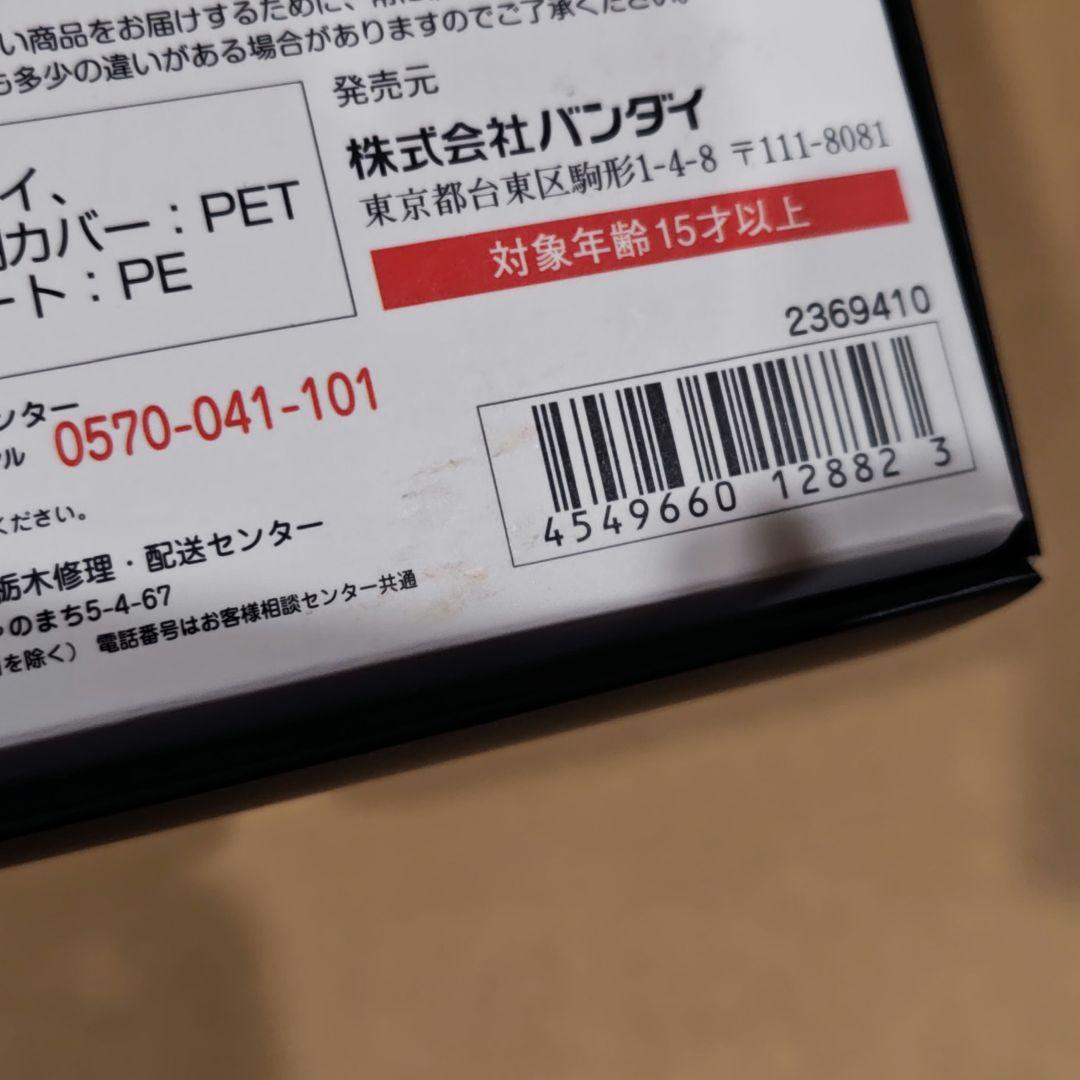 い商品をお届けするために、常に
も多少の違いがある場合がありますのでご了承ください。
イ、
カバー：PET
ート：PE
発売元
株式会社バンダイ
東京都台東区駒形1-4-8 〒111-8081
対象年齢15才以上
2369410
4549660 12882 3
ンター
ル
0570-041-101
ください。
栃木修理・配送センター
のまち5-4-67
を除く） 電話番号はお客様相談センター共通